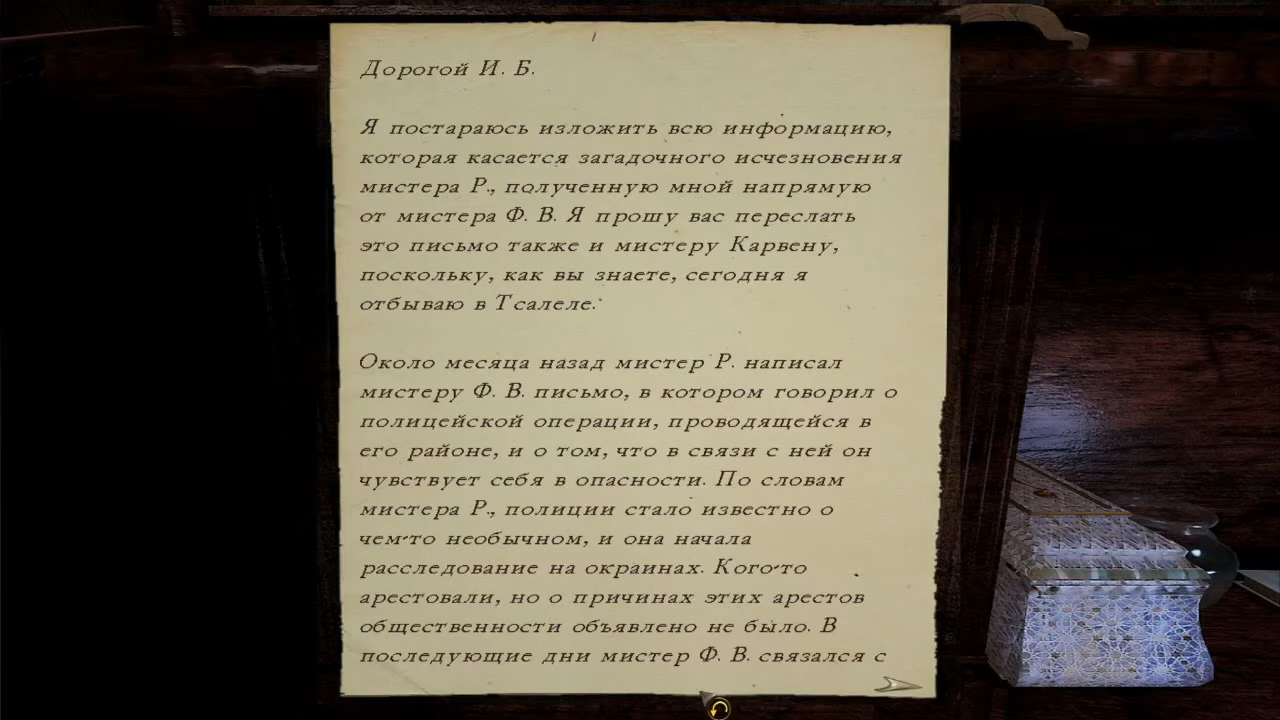 Дорогой И. Б.
Я постараюсь изложить всю информацию,
которая касается загадочного исчезновения
мистера Р., полученную мной напрямую
от мистера Ф. В. Я прошу вас переслать
это письмо также и мистеру Карвену,
поскольку, как вы знаете, сегодня я
отбываю в Тсалеле.
Около месяца назад мистер Р. написал
мистеру Ф. В. письмо, в котором говорил о
полицейской операции, проводящейся в
его районе, и о том, что в связи с ней он
чувствует себя в опасности. По словам
мистера Р., полиции стало известно о
чем-то необычном, и она начала
расследование на окраинах. Кого-то
арестовали, но о причинах этих арестов
общественности объявлено не было. В
последующие дни мистер Ф. В. связался с